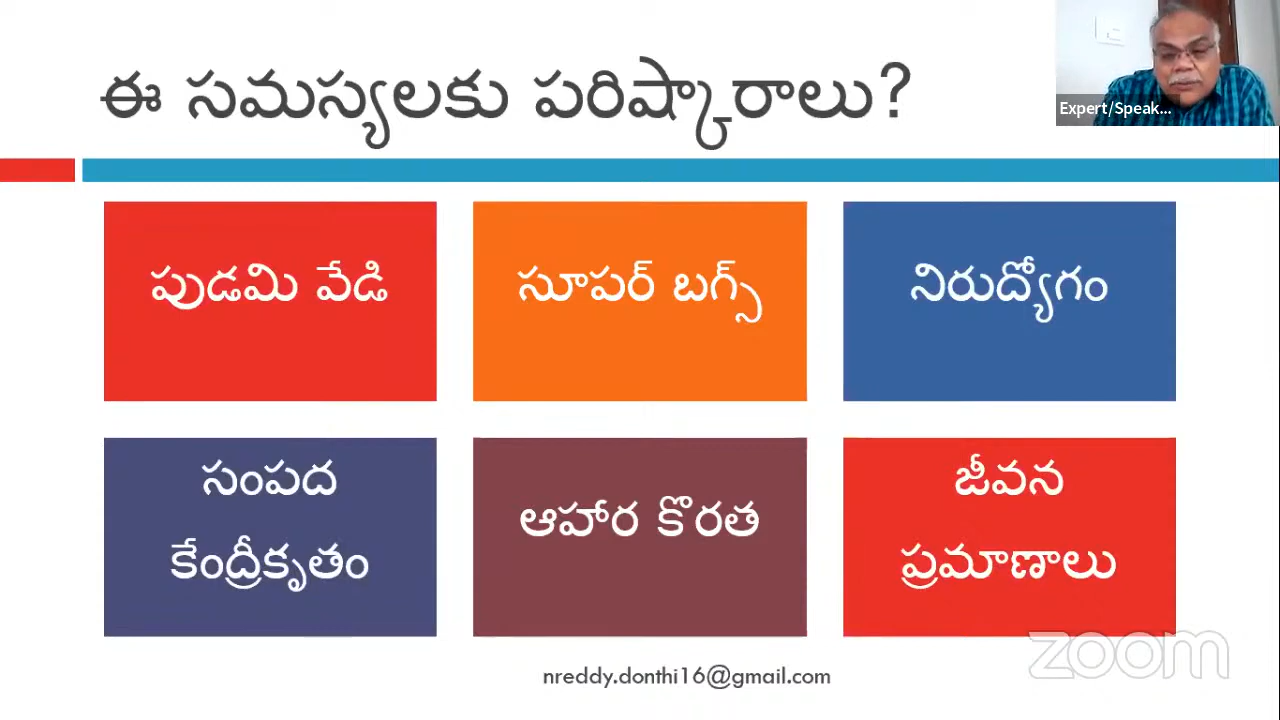 ఈ సమస్యలకు పరిష్కారాలు?
Expert/Speak...
పుడమి వేడి
సూపర్ బగ్స్
నిరుద్యోగం
సంపద
కేంద్రీకృతం
ఆహార కొరత
జీవన
ప్రమాణాలు
nreddy.donthi16@gmail.com
zoom